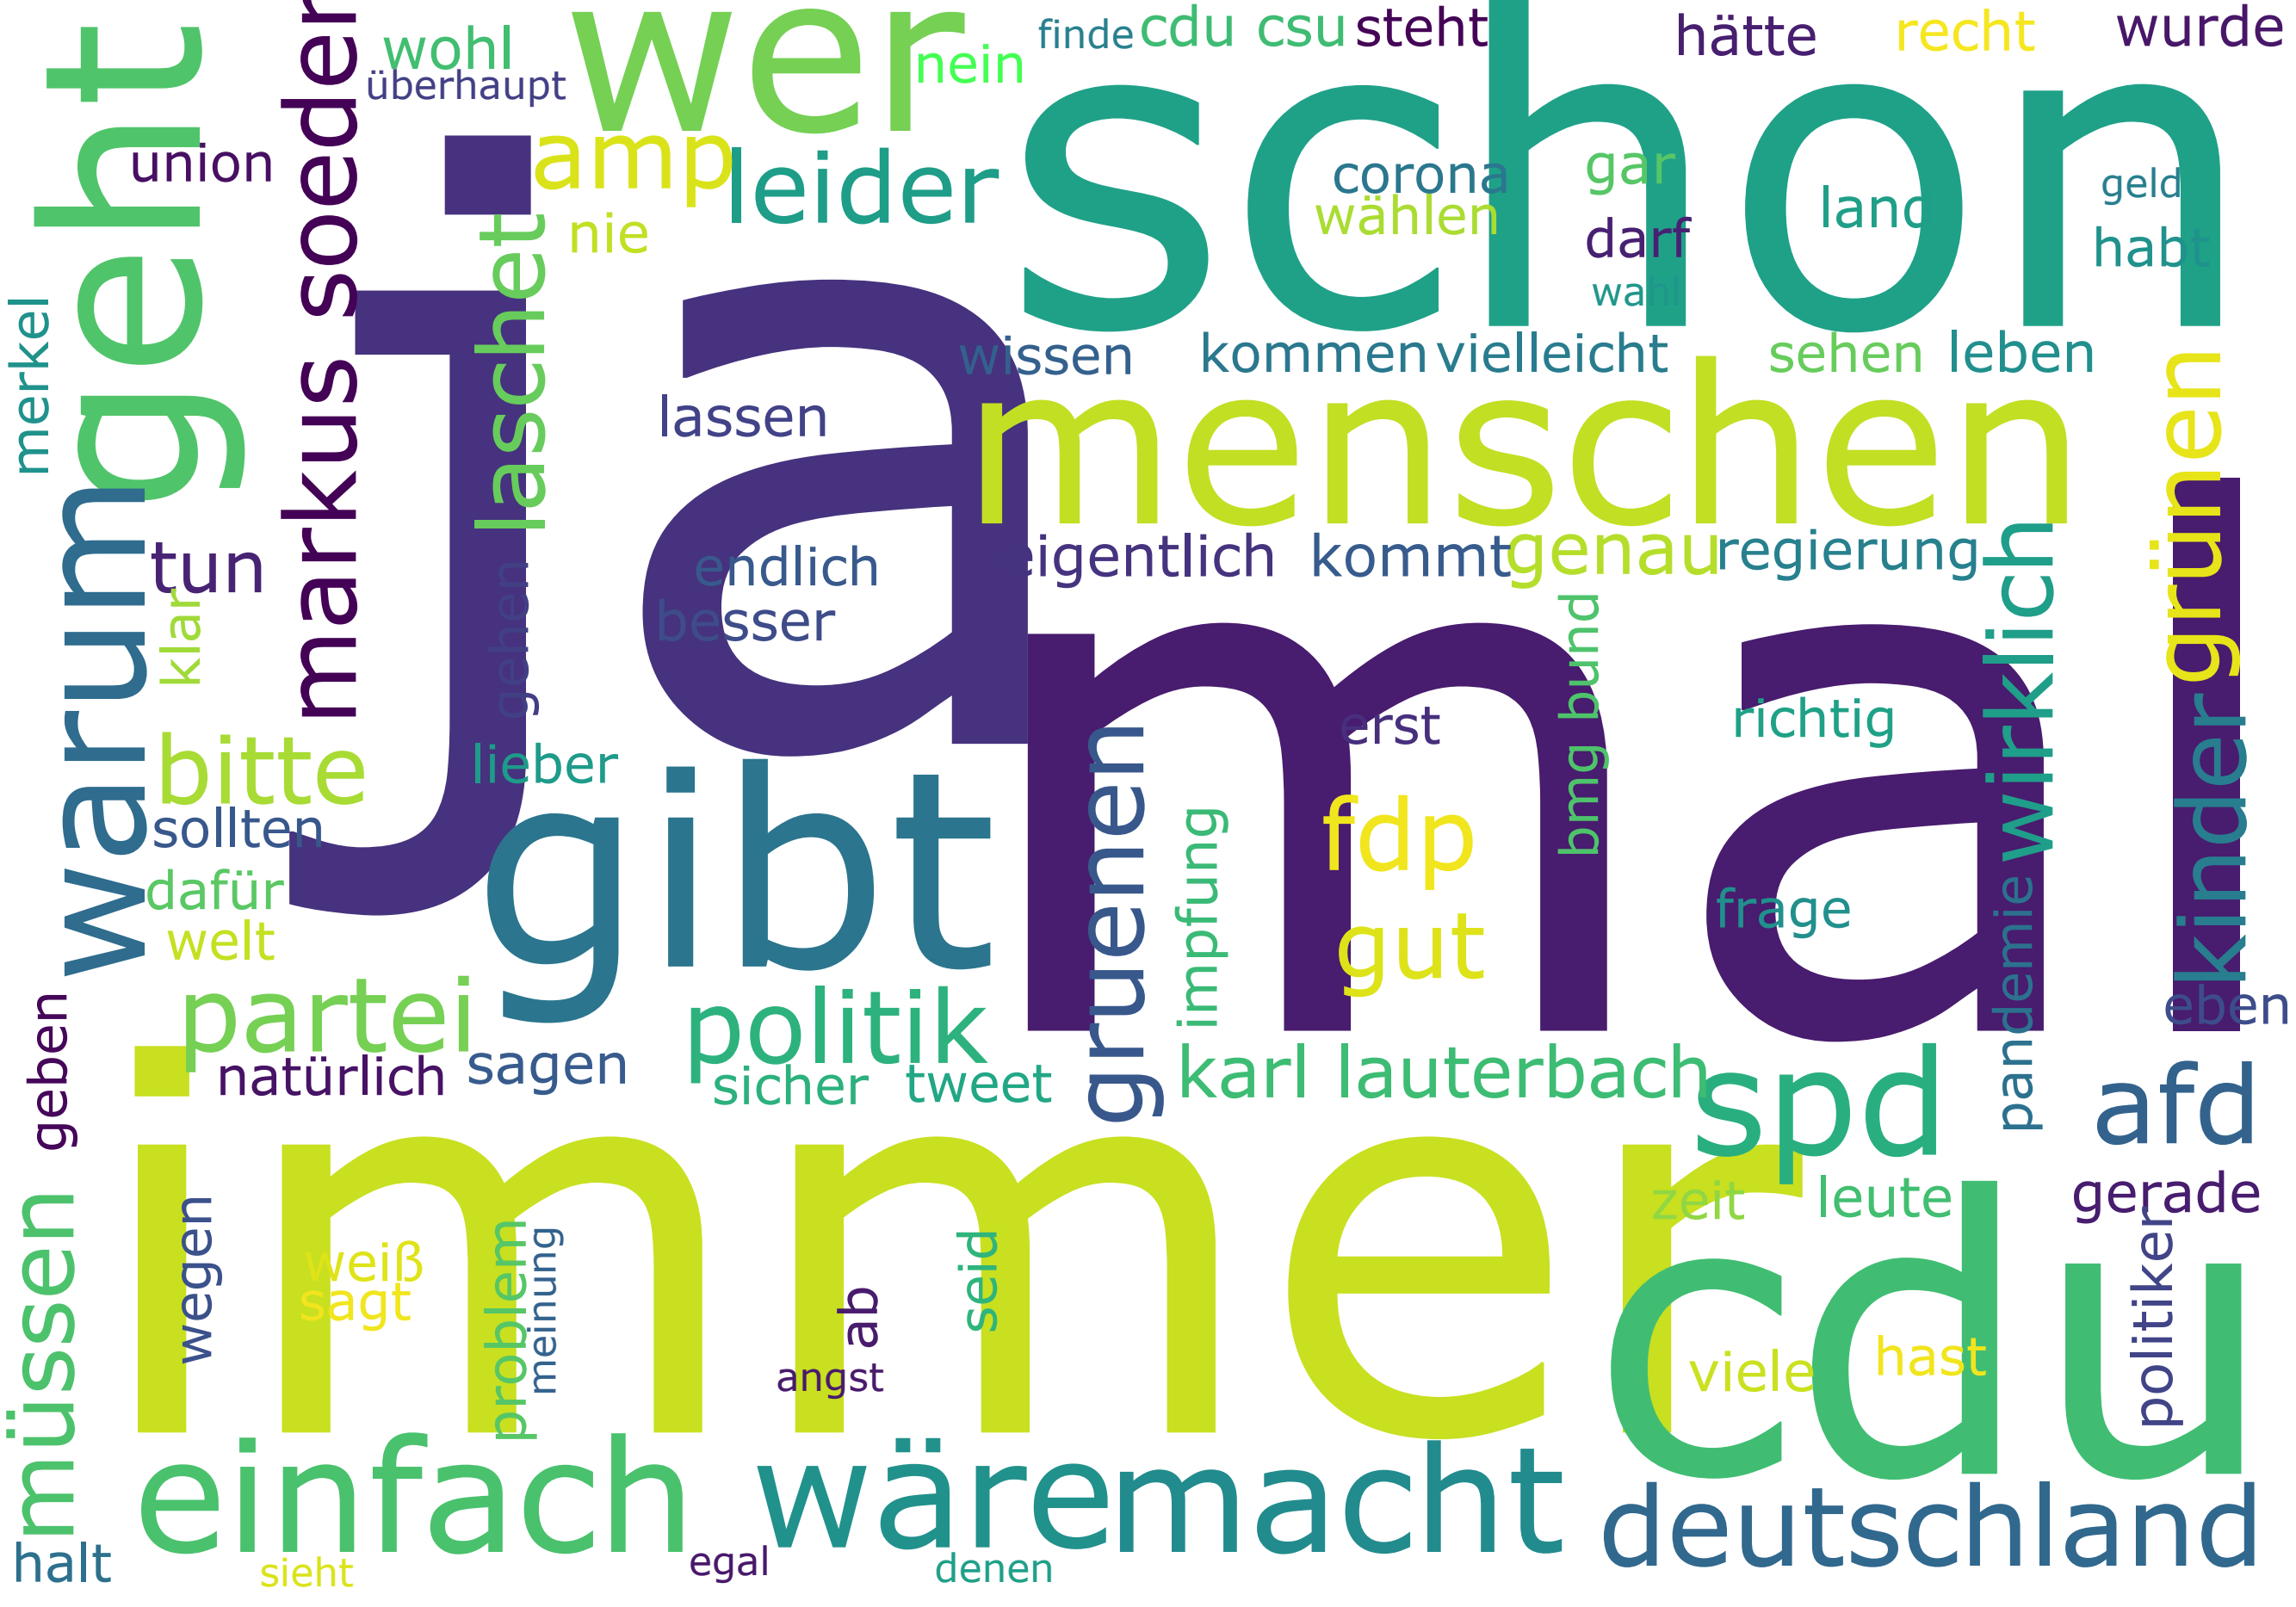 geht
markus soeder
wohl
überhaupt
wer
nein
finde
cdu csu
steht
hätte
recht
wurde
union
amp
nie
leider
schon
corona
wählen
gar
darf
wahl
land
geld
habt
merkel
laschet
ja
lassen
wissen
kommen
vielleicht
sehen
leben
menschen
grünen
warum
tun
klar
gehen
endlich
besser
eigentlich
kommt
genau
regierung
wirklich
mal
bmg bund
erst
richtig
bitte
lieber
sollten
dafür
welt
gibt
gruenen
impfung
fdp
gut
frage
pandemie
kinder
eben
geben
partei
natürlich
sagen
politik
sicher
tweet
karl lauterbach
spd
afd
immer
zeit
leute
gerade
müssen
wegen
weiß
sagt
problem
meinung
ab
angst
seid
cdu
viele
hast
politiker
einfach
wäre
macht
deutschland
halt
sieht
egal
denen